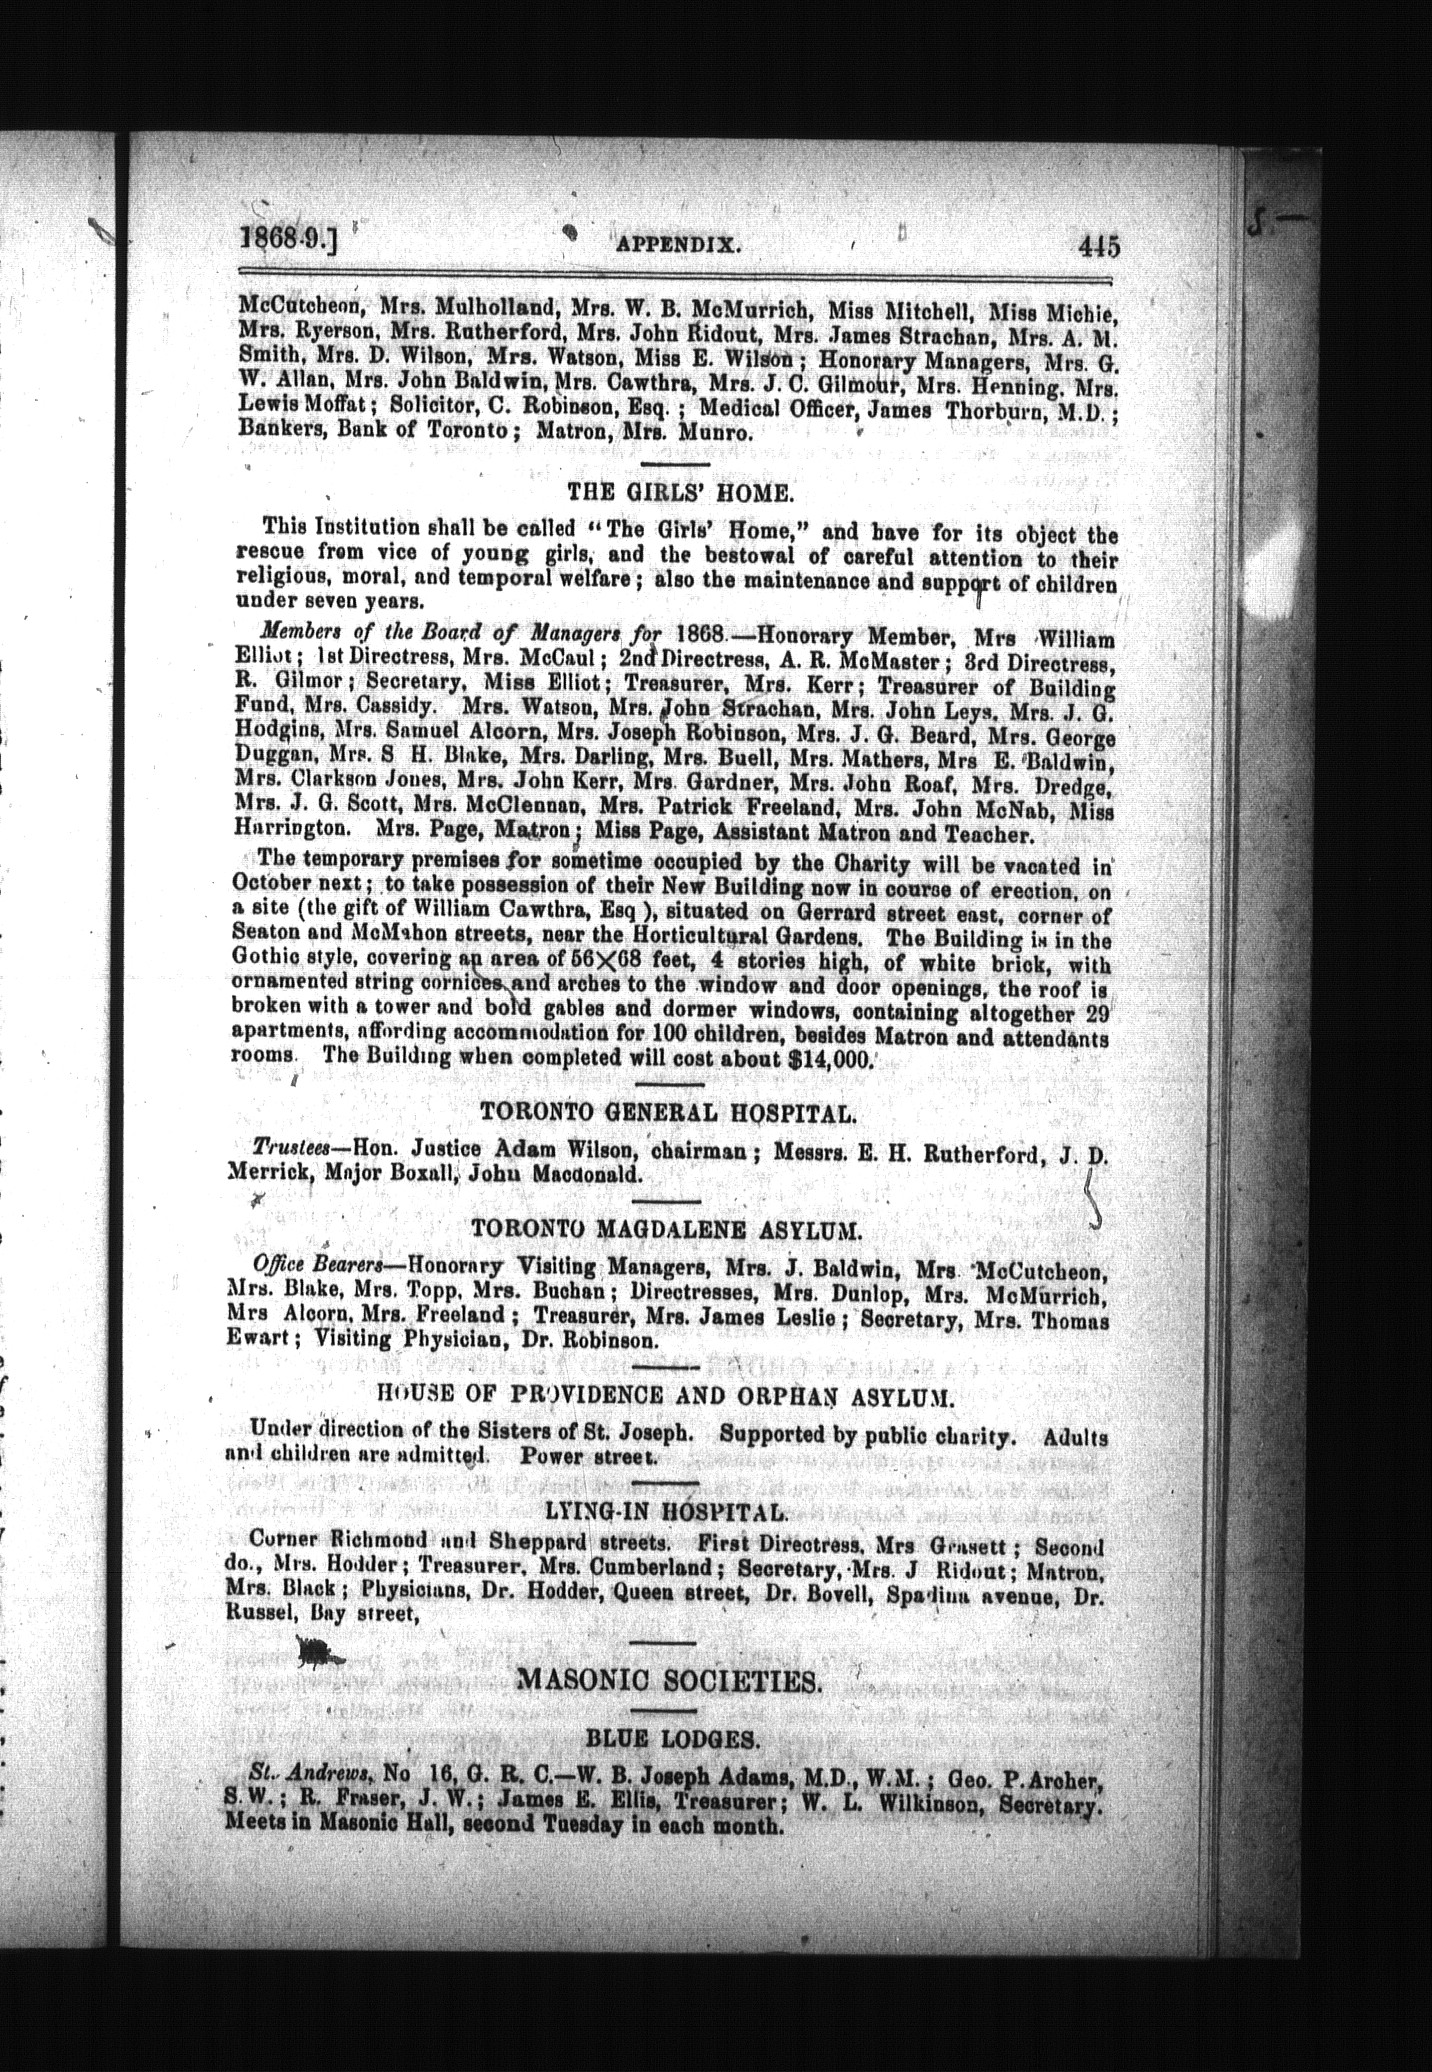 1868-9.] APPENDIX. 445
McCutcheon, Mrs. Mulholland, Mrs. W. B. McMurrich, Miss Mitchell, Miss Michie,
Mrs. Ryerson, Mrs. Rutherford, Mrs. John Ridout, Mrs. James Strachan, Mrs. A. M.
Smith, Mrs. D. Wilson, Mrs. Watson, Miss E. Wilson; Honorary Managers, Mrs. G.
W. Allan, Mrs. John Baldwin, Mrs. Cawthra, Mrs. J. C. Gilmour, Mrs. Henning, Mrs.
Lewis Moffat; Solicitor, C. Robinson, Esq.; Medical Officer, James Thorburn, M.D.;
Bankers, Bank of Toronto; Matron, Mrs. Munro.
THE GIRLS' HOME.
This Institution shall be called "The Girls' Home," and have for its object the
rescue from vice of young girls, and the bestowal of careful attention to their
religious, moral, and temporal welfare; also the maintenance and support of children
under seven years.
Members of the Board of Managers for 1868.—Honorary Member, Mrs William
Elliot; 1st Directress, Mrs. McCaul; 2nd Directress, A. R. McMaster; 3rd Directress,
R. Gilmor; Secretary, Miss Elliot; Treasurer, Mrs. Kerr; Treasurer of Building
Fund, Mrs. Cassidy. Mrs. Watson, Mrs. John Strachan, Mrs. John Leys, Mrs. J. G.
Hodgins, Mrs. Samuel Alcorn, Mrs. Joseph Robinson, Mrs. J. G. Beard, Mrs. George
Duggan, Mrs. S H. Blake, Mrs. Darling, Mrs. Buell, Mrs. Mathers, Mrs E. Baldwin,
Mrs. Clarkson Jones, Mrs. John Kerr, Mrs. Gardner, Mrs. John Roaf, Mrs. Dredge,
Mrs. J. G. Scott, Mrs. McClennan, Mrs. Patrick Freeland, Mrs. John McNab, Miss
Harrington. Mrs. Page, Matron; Miss Page, Assistant Matron and Teacher.
The temporary premises for sometime occupied by the Charity will be vacated in
October next; to take possession of their New Building now in course of erection, on
a site (the gift of William Cawthra, Esq ), situated on Gerrard street east, corner of
Seaton and McMahon streets, near the Horticultural Gardens. The Building is in the
Gothic style, covering an area of 56×68 feet, 4 stories high, of white brick, with
ornamented string cornices and arches to the window and door openings, the roof is
broken with a tower and bold gables and dormer windows, containing altogether 29
apartments, affording accommodation for 100 children, besides Matron and attendants
rooms. The Building when completed will cost about $14,000.
TORONTO GENERAL HOSPITAL.
Trustees—Hon. Justice Adam Wilson, chairman; Messrs. E. H. Rutherford, J. D.
Merrick, Major Boxall, John Macdonald.
TORONTO MAGDALENE ASYLUM.
Office Bearers—Honorary Visiting Managers, Mrs. J. Baldwin, Mrs. McCutcheon,
Mrs. Blake, Mrs. Topp, Mrs. Buchan; Directresses, Mrs. Dunlop, Mrs. McMurrich,
Mrs Alcorn, Mrs. Freeland; Treasurer, Mrs. James Leslie; Secretary, Mrs. Thomas
Ewart; Visiting Physician, Dr. Robinson.
HOUSE OF PROVIDENCE AND ORPHAN ASYLUM.
Under direction of the Sisters of St. Joseph. Supported by public charity. Adults
and children are admitted. Power street.
LYING-IN HOSPITAL.
Corner Richmond and Sheppard streets. First Directress, Mrs Grasett; Second
do., Mrs. Hodder; Treasurer, Mrs. Cumberland; Secretary, Mrs. J Ridout; Matron,
Mrs. Black; Physicians, Dr. Hodder, Queen street, Dr. Bovell, Spadina avenue, Dr.
Russel, Bay street,
MASONIC SOCIETIES.
BLUE LODGES.
St. Andrews, No 16, G. R. C.—W. B. Joseph Adams, M.D., W.M.; Geo. P. Archer,
S.W.; R. Fraser, J. W.; James E. Ellis, Treasurer; W. L. Wilkinson, Secretary.
Meets in Masonic Hall, second Tuesday in each month.